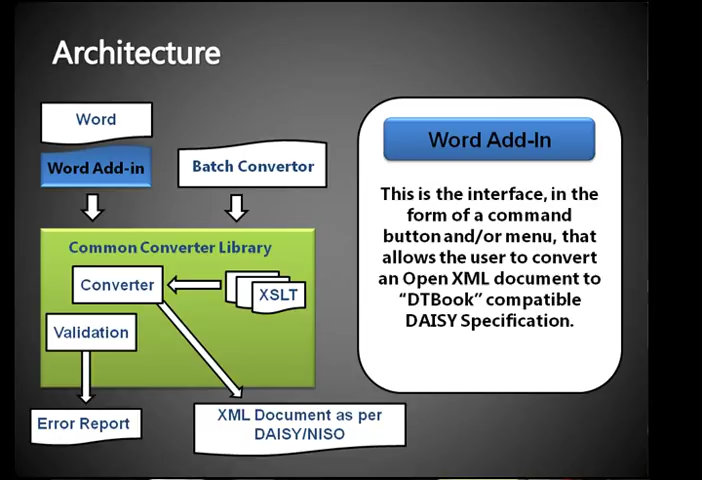 Architecture
Word
Word Add-in
Batch Convertor
Common Converter Library
Converter
XSLT
Validation
Error Report
XML Document as per
DAISY/NISO
Word Add-In
This is the interface, in the
form of a command
button and/or menu, that
allows the user to convert
an Open XML document to
“DTBook” compatible
DAISY Specification.